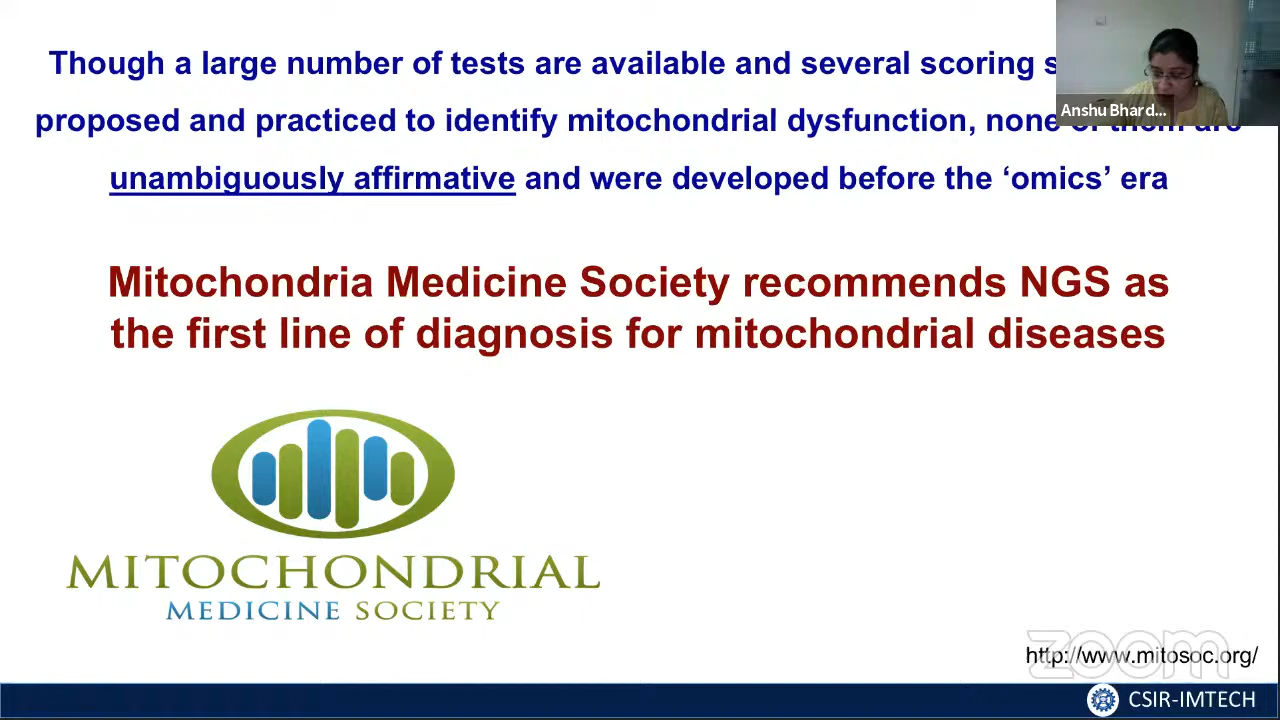 Though a large number of tests are available and several scoring
Anshu Bhard...
proposed and practiced to identify mitochondrial dysfunction, none of them are
unambiguously affirmative and were developed before the ‘omics’ era
Mitochondria Medicine Society recommends NGS as
the first line of diagnosis for mitochondrial diseases
MITOCHONDRIAL
MEDICINE SOCIETY
zoom
http://www.mitosoc.org/
CSIR-IMTECH